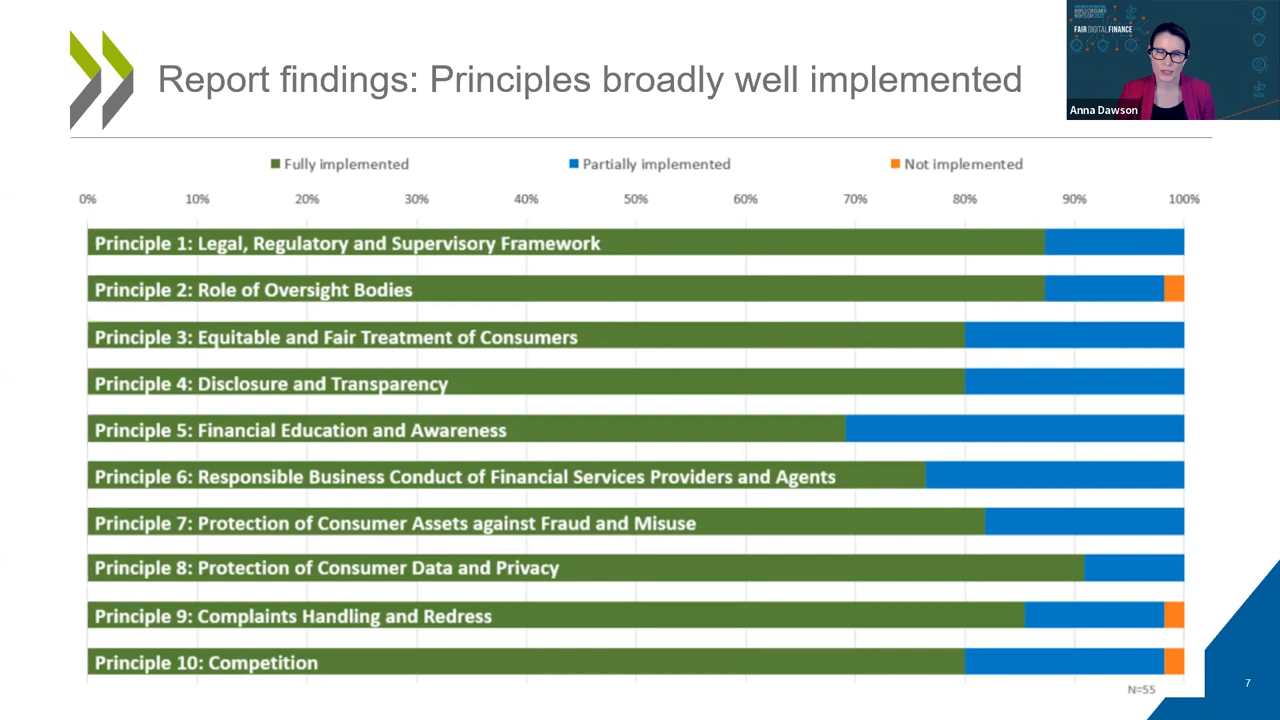 WORLD CONSUMER
RIGHTS DAY 2022
FAIR DIGITAL FINANCE
Anna Dawson
Report findings: Principles broadly well implemented
Fully implemented
Partially implemented
Not implemented
0% 10% 20% 30% 40% 50% 60% 70% 80% 90% 100%
Principle 1: Legal, Regulatory and Supervisory Framework
Principle 2: Role of Oversight Bodies
Principle 3: Equitable and Fair Treatment of Consumers
Principle 4: Disclosure and Transparency
Principle 5: Financial Education and Awareness
Principle 6: Responsible Business Conduct of Financial Services Providers and Agents
Principle 7: Protection of Consumer Assets against Fraud and Misuse
Principle 8: Protection of Consumer Data and Privacy
Principle 9: Complaints Handling and Redress
Principle 10: Competition
N=55
7